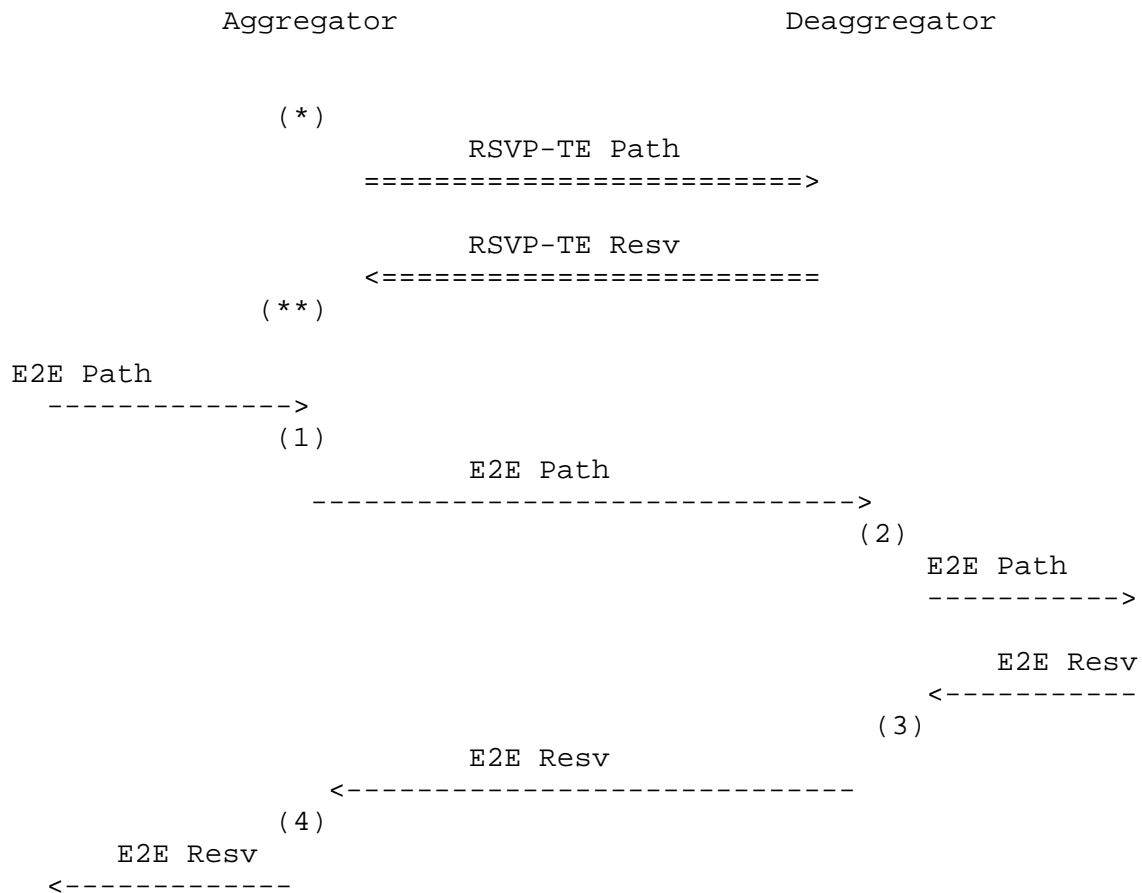 Aggregator Deaggregator
(*)
RSVP-TE Path
=========================>
RSVP-TE Resv
<=========================
(**)
E2E Path
-------------->
(1)
E2E Path
------------------------------->
(2)
E2E Path
----------->
E2E Resv
<-----------
(3)
E2E Resv
<-----------------------------
(4)
E2E Resv
<-------------